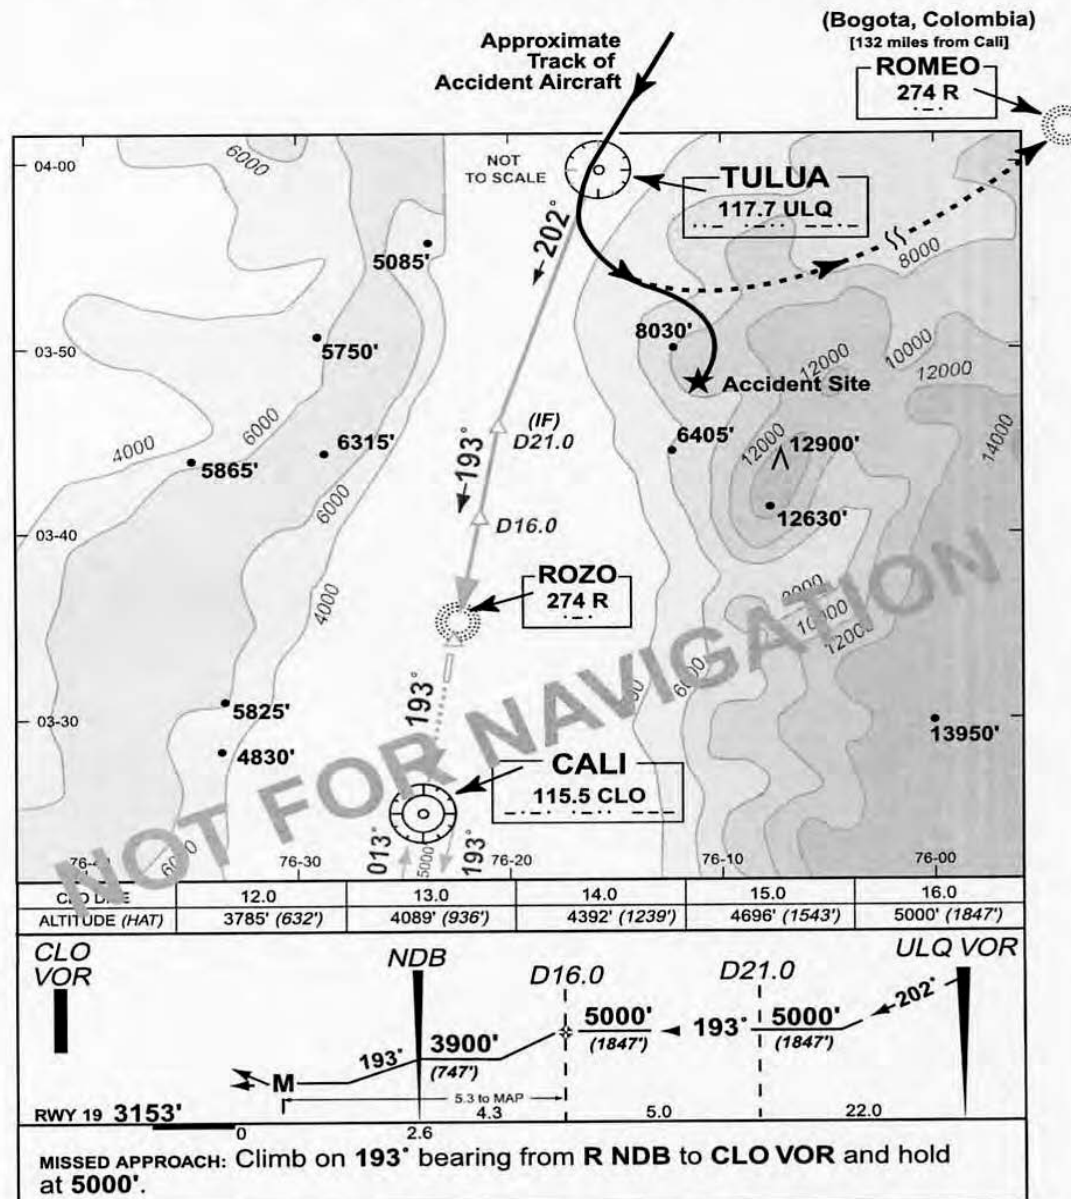 (Bogota, Colombia)
[132 miles from Cali]
ROMEO
274 R
Approximate
Track of
Accident Aircraft
04-00
6000
NOT
TO SCALE
TULUA
117.7 ULQ
202°
5085'
8000
03-50
5750'
8030'
12000
10000
12000
Accident Site
14000
4000
6000
5865'
6315'
193°
(IF)
D21.0
6405'
12000
12900'
12630'
6000
03-40
D16.0
4000
ROZO
274 R
10000
12000
6000
193°
03-30
5825'
4830'
13950'
CALI
115.5 CLO
NOT FOR NAVIGATION
6000
013°
5000
193°
76-30
76-20
76-10
76-00
12.0 13.0 14.0 15.0 16.0
ALTITUDE (HAT) 3785' (632') 4089' (936') 4392' (1239') 4696' (1543') 5000' (1847')
CLO
VOR
NDB
D16.0
D21.0
ULQ VOR
202°
5000'
(1847')
193°
5000'
(1847')
193°
3900'
(747')
M
5.3 to MAP
RWY 19 3153'
4.3
5.0
22.0
0
2.6
MISSED APPROACH: Climb on 193° bearing from R NDB to CLO VOR and hold
at 5000'.